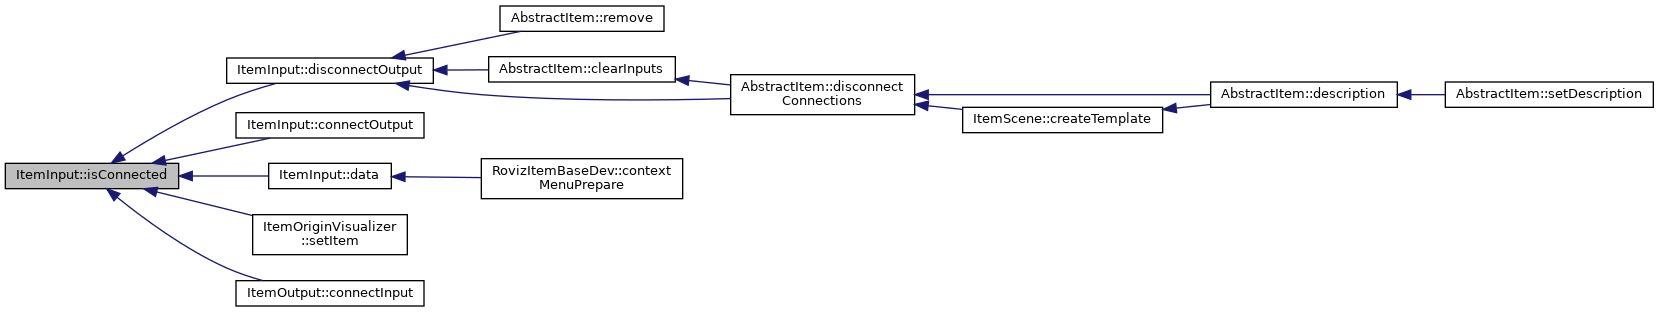 AbstractItem::remove
ItemInput::disconnectOutput
AbstractItem::clearInputs
AbstractItem::disconnect
Connections
AbstractItem::description
AbstractItem::setDescription
ItemScene::createTemplate
ItemInput::connectOutput
ItemInput::isConnected
ItemInput::data
RovizItemBaseDev::context
MenuPrepare
ItemOriginVisualizer
::setItem
ItemOutput::connectInput